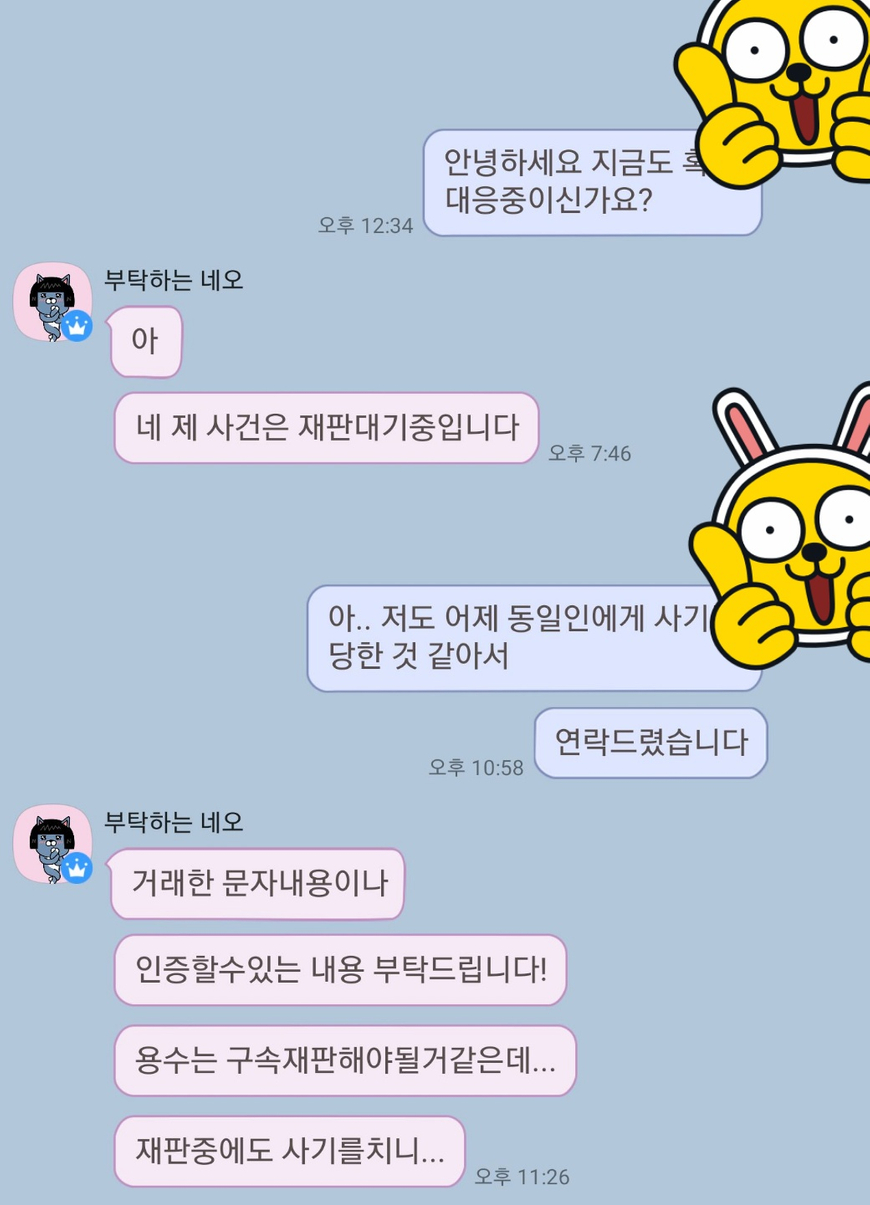 안녕하세요 지금도
대응중이신가요?
오후 12:34
부탁하는 네오
아
네 제 사건은 재판대기중입니다
오후 7:46
아.. 저도 어제 동일인에게 사기
당한 것 같아서
연락드렸습니다
오후 10:58
부탁하는 네오
거래한 문자내용이나
인증할수있는 내용 부탁드립니다!
용수는 구속재판해야될거같은데...
재판중에도 사기를치니...
오후 11:26